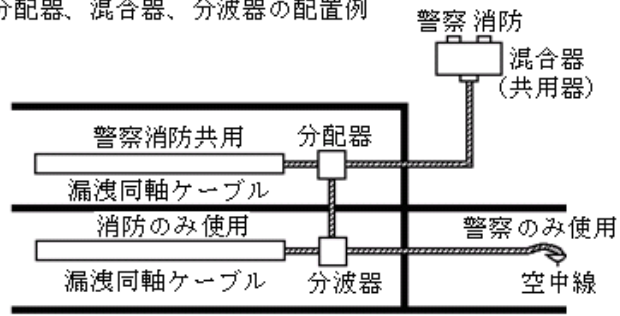 分配器、混合器、分波器の配置例
警察 消防
混合器
(共用器)
警察消防共用
分配器
漏洩同軸ケーブル
消防のみ使用
警察のみ使用
漏洩同軸ケーブル
分波器
空中線